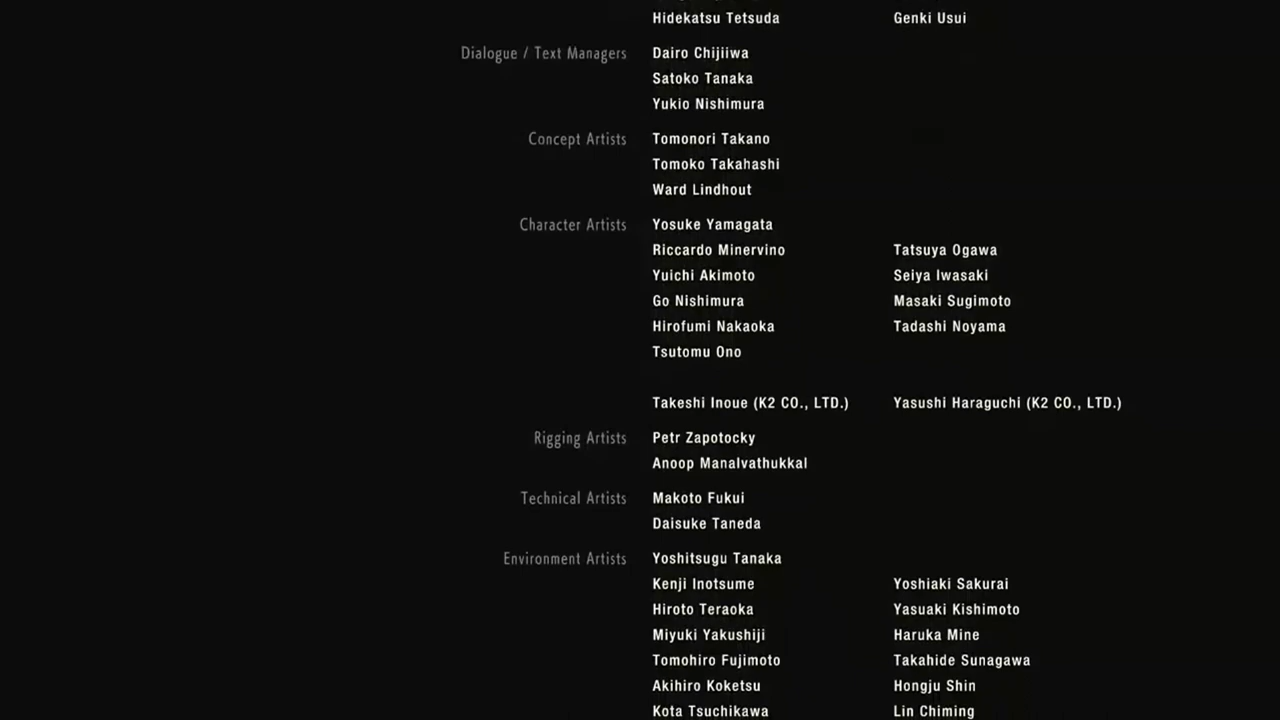 Hidekatsu Tetsuda Genki Usui
Dialogue / Text Managers Dairo Chijiiwa
Satoko Tanaka
Yukio Nishimura
Concept Artists Tomonori Takano
Tomoko Takahashi
Ward Lindhout
Character Artists Yosuke Yamagata
Riccardo Minervino Tatsuya Ogawa
Yuichi Akimoto Seiya Iwasaki
Go Nishimura Masaki Sugimoto
Hirofumi Nakaoka Tadashi Noyama
Tsutomu Ono
Takeshi Inoue (K2 CO., LTD.) Yasushi Haraguchi (K2 CO., LTD.)
Rigging Artists Petr Zapotocky
Anoop Manalvathukkal
Technical Artists Makoto Fukui
Daisuke Taneda
Environment Artists Yoshitsugu Tanaka
Kenji Inotsume Yoshiaki Sakurai
Hiroto Teraoka Yasuaki Kishimoto
Miyuki Yakushiji Haruka Mine
Tomohiro Fujimoto Takahide Sunagawa
Akihiro Koketsu Hongju Shin
Kota Tsuchikawa Lin Chiming